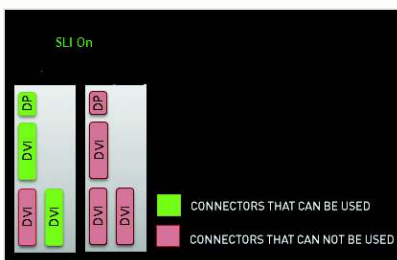 SLI On
DP DP
DVI DVI
DVI DVI DVI DVI
CONNECTORS THAT CAN BE USED
CONNECTORS THAT CAN NOT BE USED